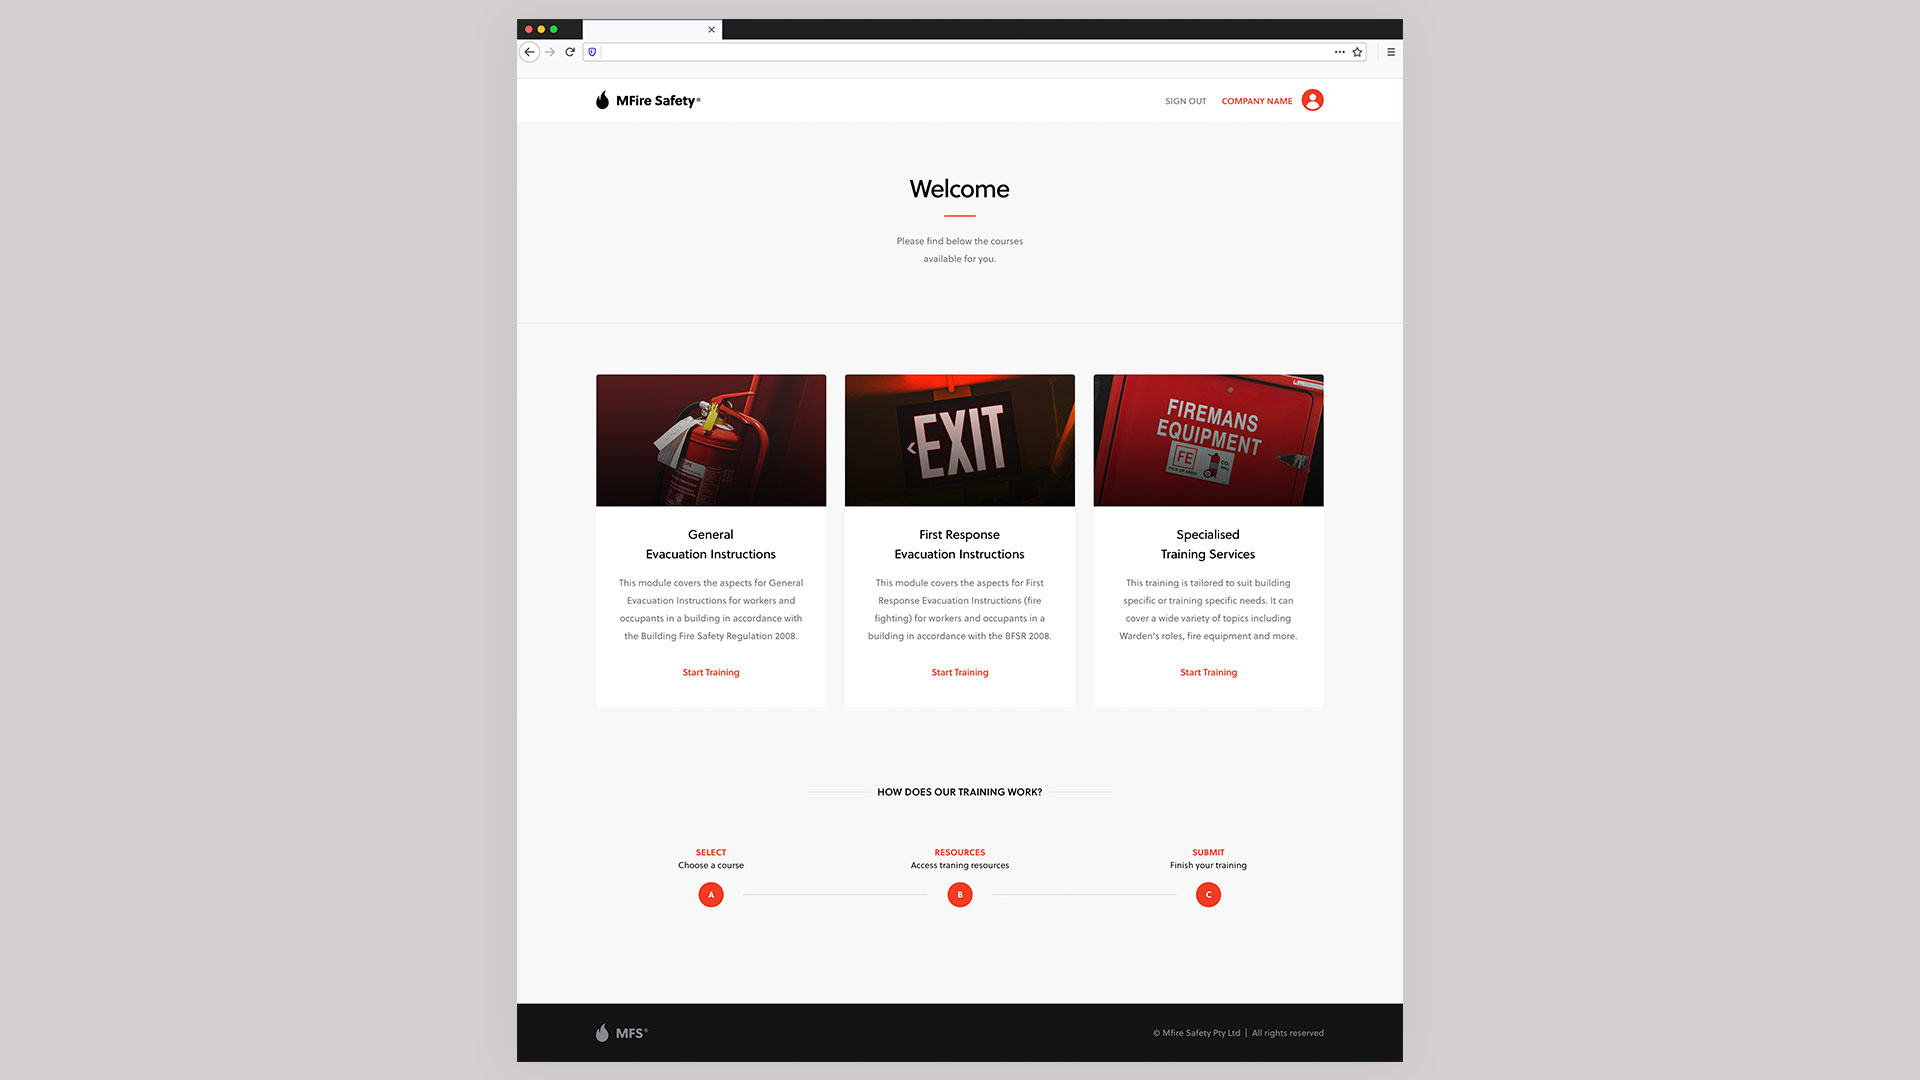 MFire Safety®
SIGN OUT
COMPANY NAME
Welcome
Please find below the courses
available for you.
EXIT
FIREMANS
EQUIPMENT
FE
PICK UP AREA
General
Evacuation Instructions
This module covers the aspects for General
Evacuation Instructions for workers and
occupants in a building in accordance with
the Building Fire Safety Regulation 2008.
Start Training
First Response
Evacuation Instructions
This module covers the aspects for First
Response Evacuation Instructions (fire
fighting) for workers and occupants in a
building in accordance with the BFSR 2008.
Start Training
Specialised
Training Services
This training is tailored to suit building
specific or training specific needs. It can
cover a wide variety of topics including
Warden's roles, fire equipment and more.
Start Training
HOW DOES OUR TRAINING WORK?
SELECT
Choose a course
A
RESOURCES
Access traning resources
B
SUBMIT
Finish your training
C
MFS®
© Mfire Safety Pty Ltd | All rights reserved